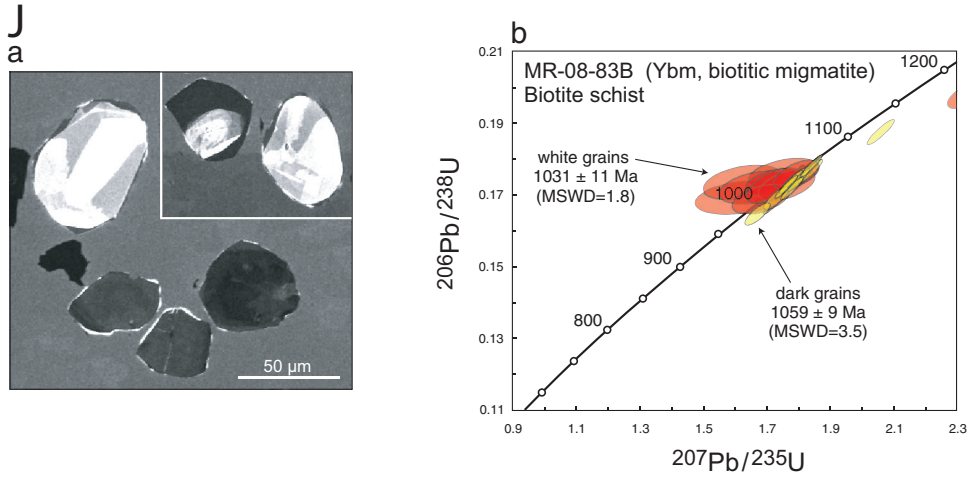 J
a
50 µm
b
MR-08-83B (Ybm, biotitic migmatite)
Biotite schist
white grains
1031 ± 11 Ma
(MSWD=1.8)
dark grains
1059 ± 9 Ma
(MSWD=3.5)
800
900
1000
1100
1200
0.21
0.19
0.17
0.15
0.13
0.11
206Pb/238U
0.9
1.1
1.3
1.5
1.7
1.9
2.1
2.3
207Pb/235U